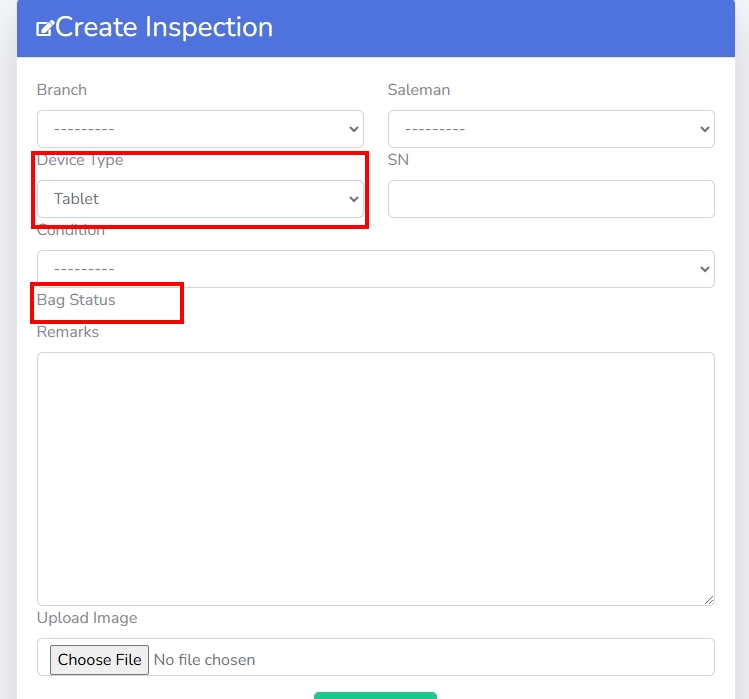 Create Inspection
Branch
Saleman
---------
---------
Device Type
SN
Tablet
Condition
---------
Bag Status
Remarks
Upload Image
Choose File No file chosen